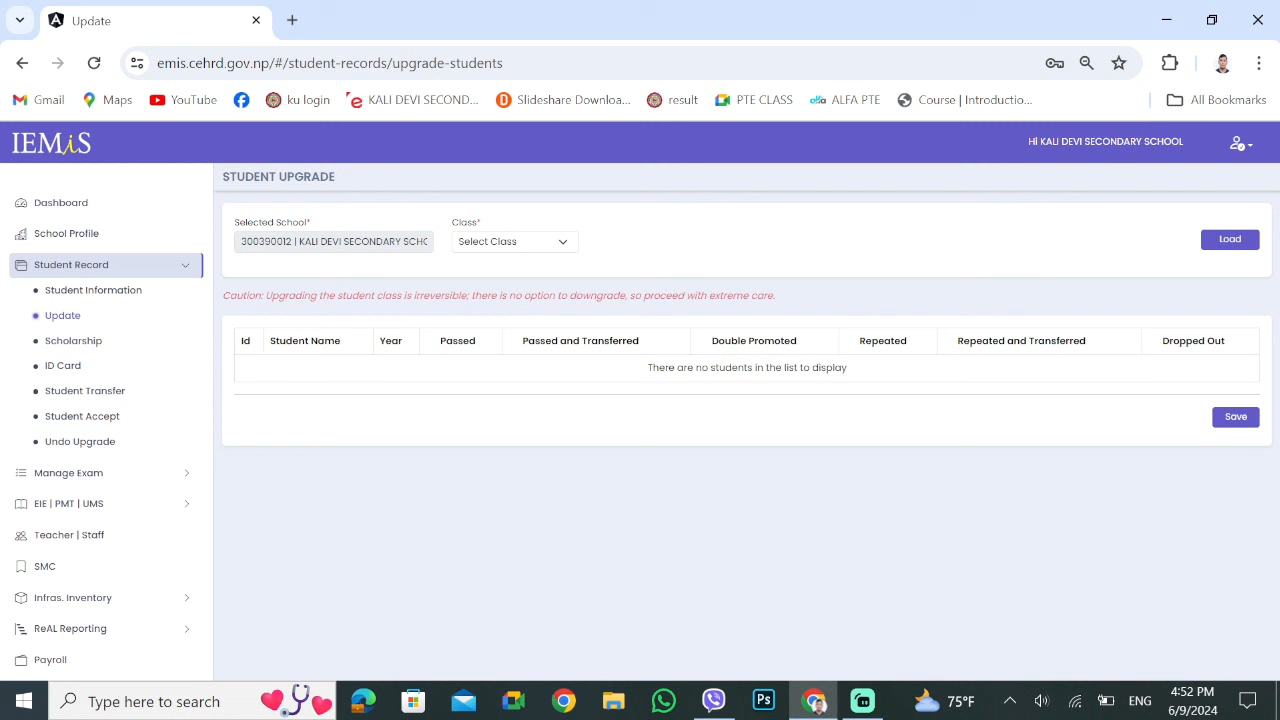 Update
emis.cehrd.gov.np/#/student-records/upgrade-students
Gmail Maps YouTube ku login KALI DEVI SECOND... Slideshare Downloa... result PTE CLASS alfa ALFA PTE Course | Introductio... All Bookmarks
IEMiS Hi KALI DEVI SECONDARY SCHOOL
STUDENT UPGRADE
Dashboard
School Profile
Student Record
Student Information
Update
Scholarship
ID Card
Student Transfer
Student Accept
Undo Upgrade
Manage Exam
EIE | PMT | UMS
Teacher | Staff
SMC
Infras. Inventory
ReAL Reporting
Payroll
Selected School* Class*
300390012 | KALI DEVI SECONDARY SCHO Select Class Load
Caution: Upgrading the student class is irreversible; there is no option to downgrade, so proceed with extreme care.
Id Student Name Year Passed Passed and Transferred Double Promoted Repeated Repeated and Transferred Dropped Out
There are no students in the list to display
Save
Type here to search Ps 75°F ENG 4:52 PM
6/9/2024